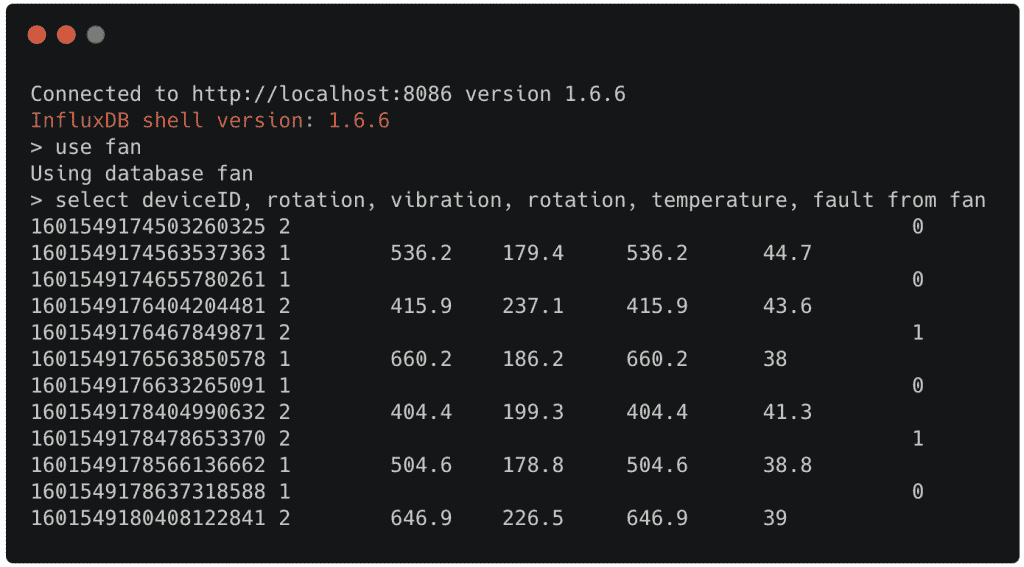 Connected to http://localhost:8086 version 1.6.6
InfluxDB shell version: 1.6.6
> use fan
Using database fan
> select deviceID, rotation, vibration, rotation, temperature, fault from fan
1601549174503260325 2 0
1601549174563537363 1 536.2 179.4 536.2 44.7
1601549174655780261 1 0
1601549176404204481 2 415.9 237.1 415.9 43.6
1601549176467849871 2 1
1601549176563850578 1 660.2 186.2 660.2 38
1601549176633265091 1 0
1601549178404990632 2 404.4 199.3 404.4 41.3
1601549178478653370 2 1
1601549178566136662 1 504.6 178.8 504.6 38.8
1601549178637318588 1 0
1601549180408122841 2 646.9 226.5 646.9 39